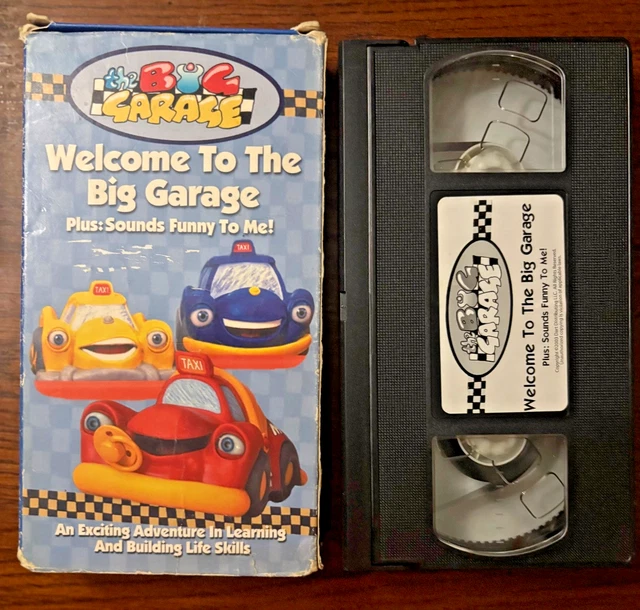 the BIG
GARAGE
Welcome To The
Big Garage
Plus: Sounds Funny To Me!
TAXI
TAXI
TAXI
An Exciting Adventure In Learning
And Building Life Skills
the BIG
GARAGE
Welcome To The Big Garage
Plus: Sounds Funny To Me!